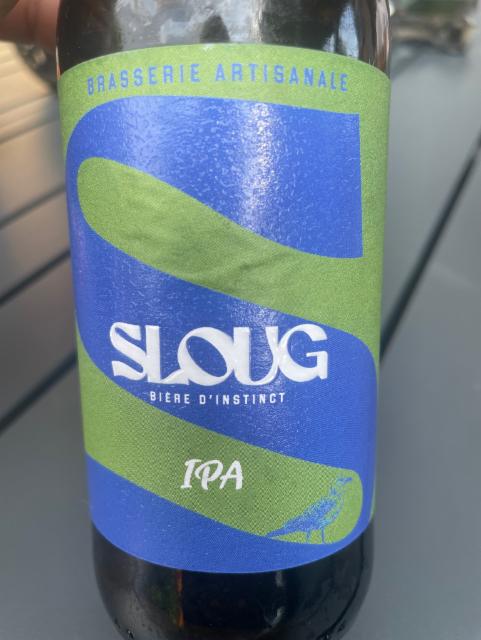 BRASSERIE ARTISANALE
SLOUG
BIÈRE D'INSTINCT
IPA